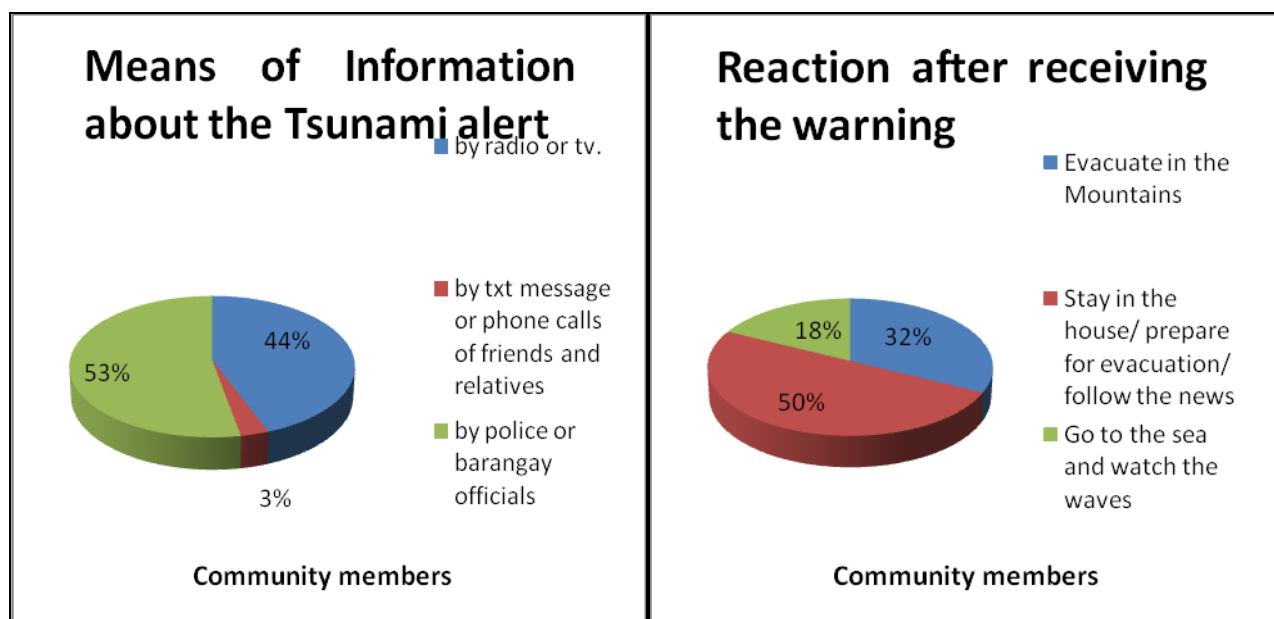 Means of Information
about the Tsunami alert
by radio or tv.
by txt message
or phone calls
of friends and
relatives
by police or
barangay
officials
44%
53%
3%
Community members
Reaction after receiving
the warning
Evacuate in the
Mountains
Stay in the
house/ prepare
for evacuation/
follow the news
Go to the sea
and watch the
waves
18%
32%
50%
Community members